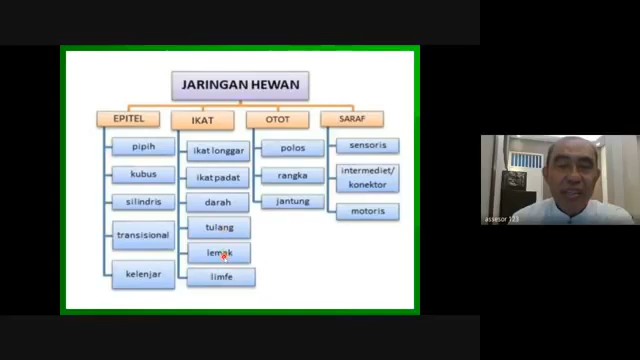 JARINGAN HEWAN
EPITEL
pipih
kubus
silindris
transisional
kelenjar
IKAT
ikat longgar
ikat padat
darah
tulang
lemak
limfe
OTOT
polos
rangka
jantung
SARAF
sensoris
intermediet/
konektor
motoris
assesor 123